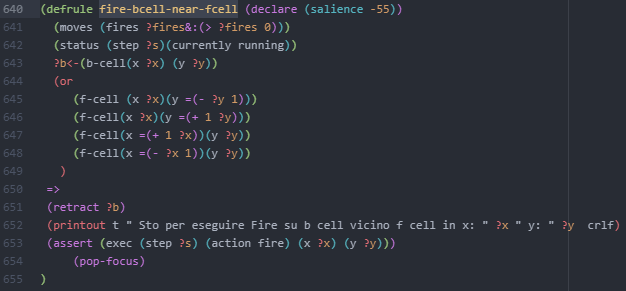 640 (defrule fire-bcell-near-fcell (declare (salience -55))
641 (moves (fires ?fires&:(> ?fires 0)))
642 (status (step ?s)(currently running))
643 ?b<-(b-cell(x ?x) (y ?y))
644 (or
645 (f-cell (x ?x)(y =(- ?y 1)))
646 (f-cell(x ?x)(y =(+ 1 ?y)))
647 (f-cell(x =(+ 1 ?x))(y ?y))
648 (f-cell(x =(- ?x 1))(y ?y))
649 )
650 =>
651 (retract ?b)
652 (printout t " Sto per eseguire Fire su b cell vicino f cell in x: " ?x " y: " ?y crlf)
653 (assert (exec (step ?s) (action fire) (x ?x) (y ?y)))
654 (pop-focus)
655 )